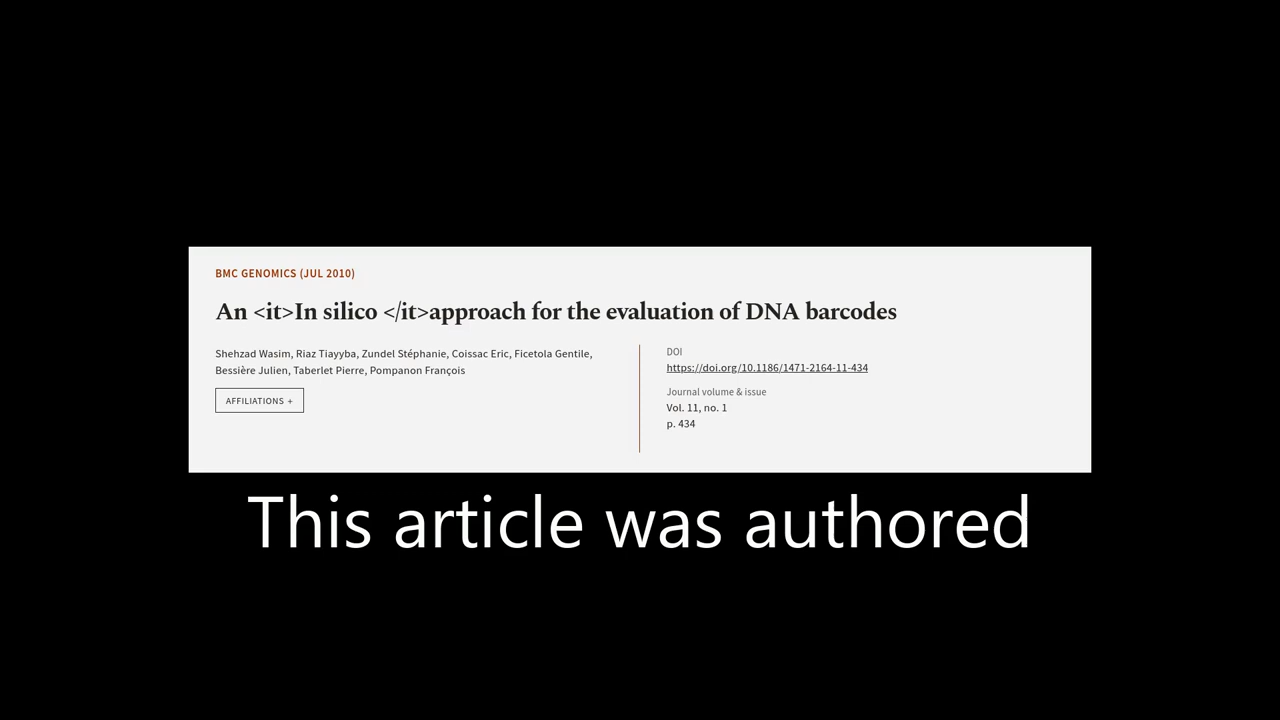 BMC GENOMICS (JUL 2010)
An <it>In silico </it>approach for the evaluation of DNA barcodes
Shehzad Wasim, Riaz Tiayyba, Zundel Stéphanie, Coissac Eric, Ficetola Gentile,
Bessière Julien, Taberlet Pierre, Pompanon François
AFFILIATIONS +
DOI
https://doi.org/10.1186/1471-2164-11-434
Journal volume & issue
Vol. 11, no. 1
p. 434
This article was authored